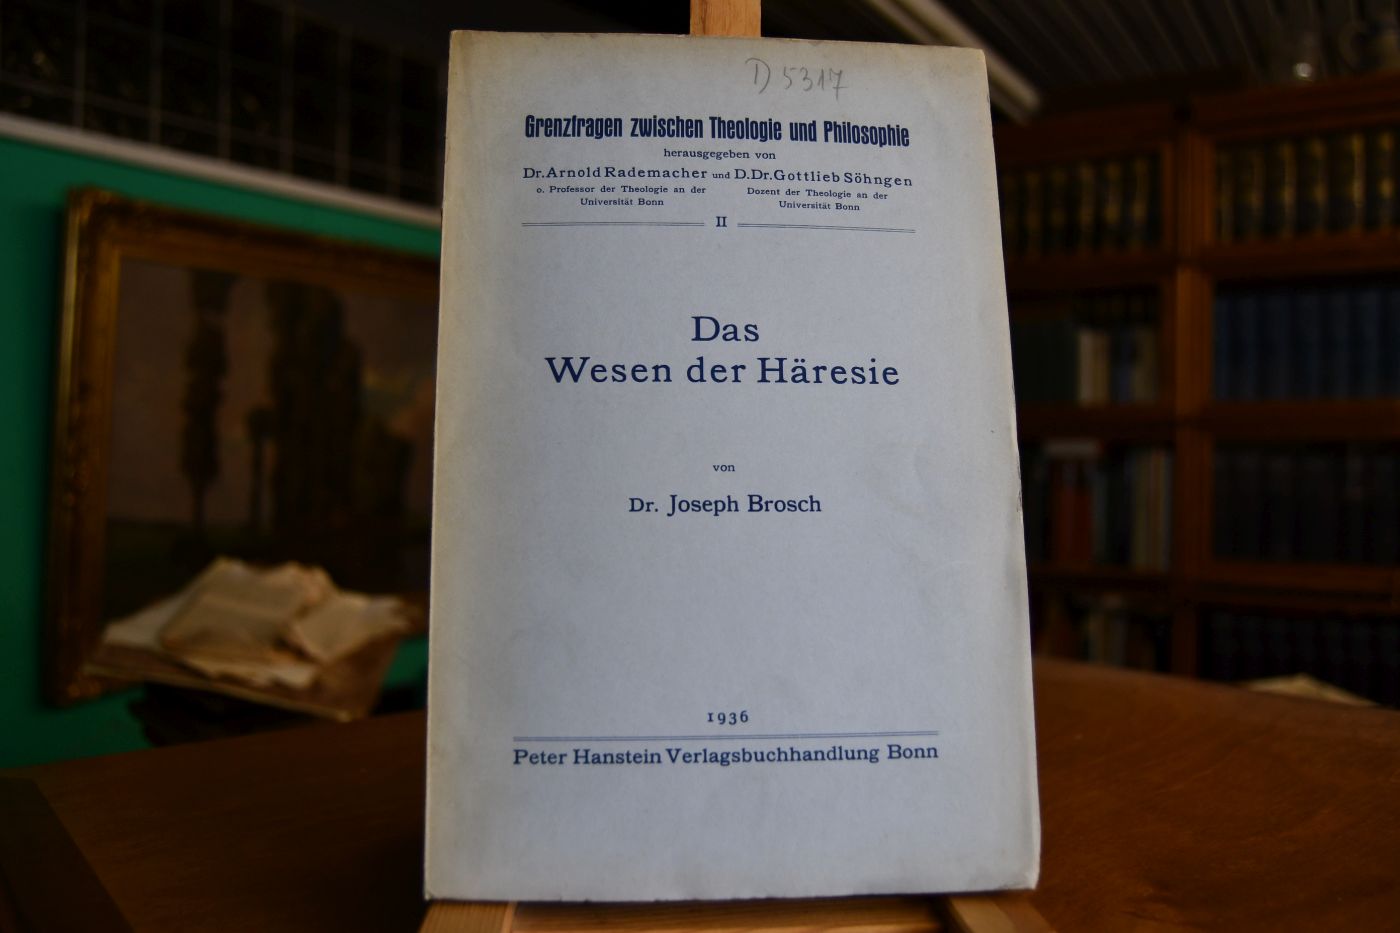 D 5317
Grenzfragen zwischen Theologie und Philosophie
herausgegeben von
Dr. Arnold Rademacher und D.Dr. Gottlieb Söhngen
o. Professor der Theologie an der Universität Bonn
Dozent der Theologie an der Universität Bonn
II
Das
Wesen der Häresie
von
Dr. Joseph Brosch
1936
Peter Hanstein Verlagsbuchhandlung Bonn